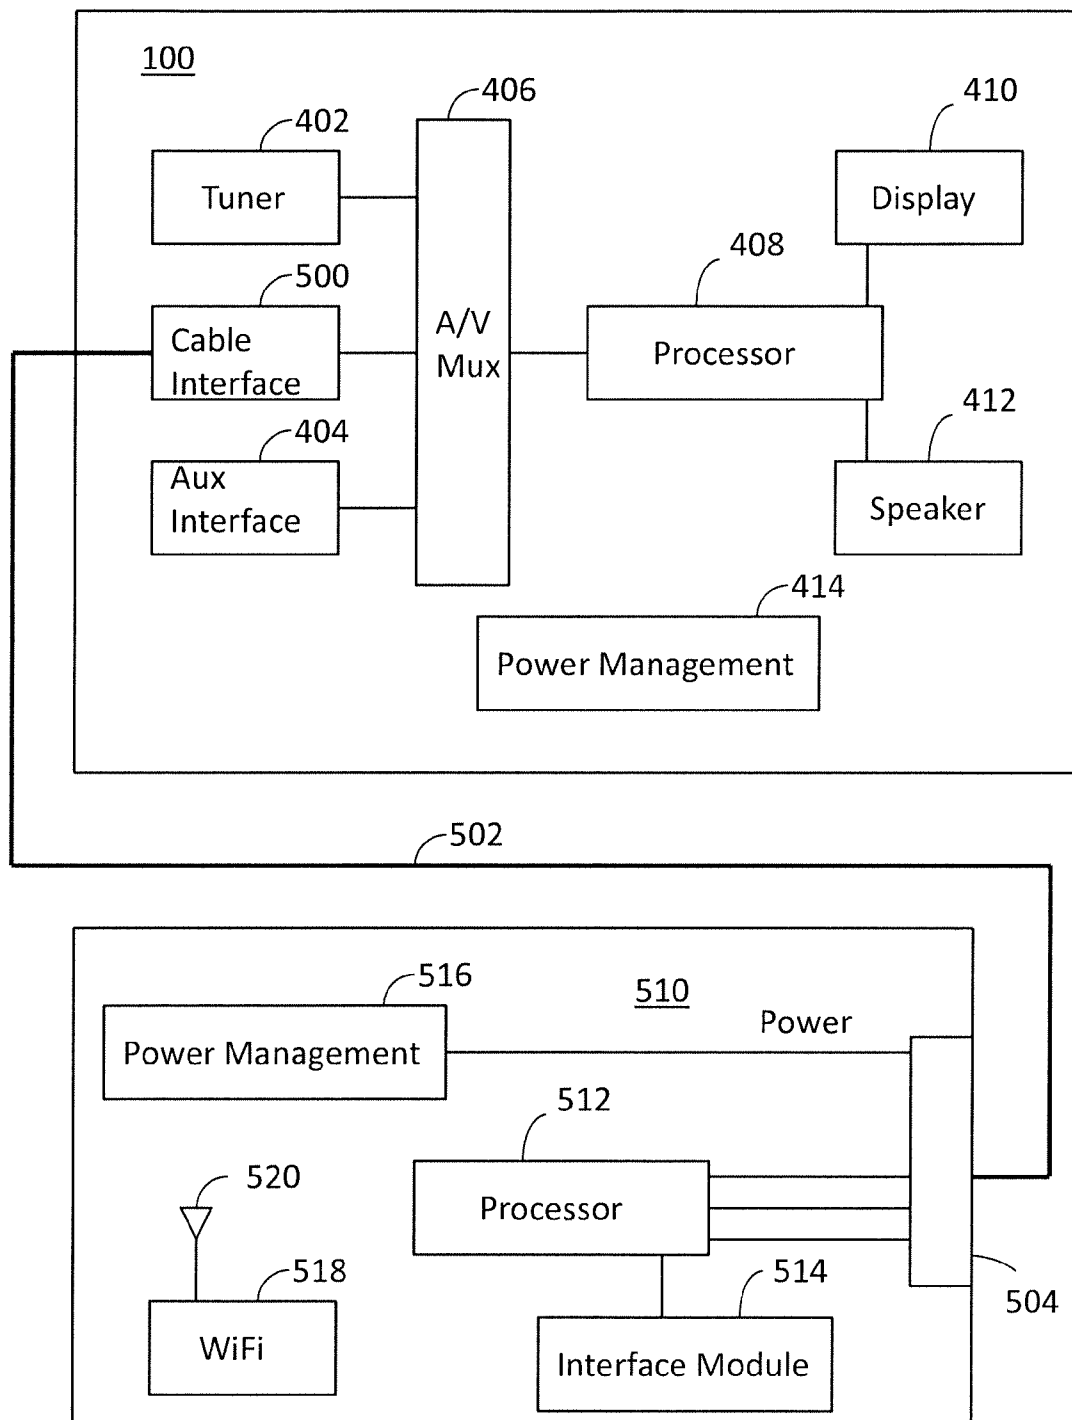 100
402
Tuner
406
410
Display
500
Cable
Interface
A/V
Mux
408
Processor
404
Aux
Interface
412
Speaker
414
Power Management
502
516
Power Management
510
Power
512
Processor
520
518
WiFi
514
Interface Module
504